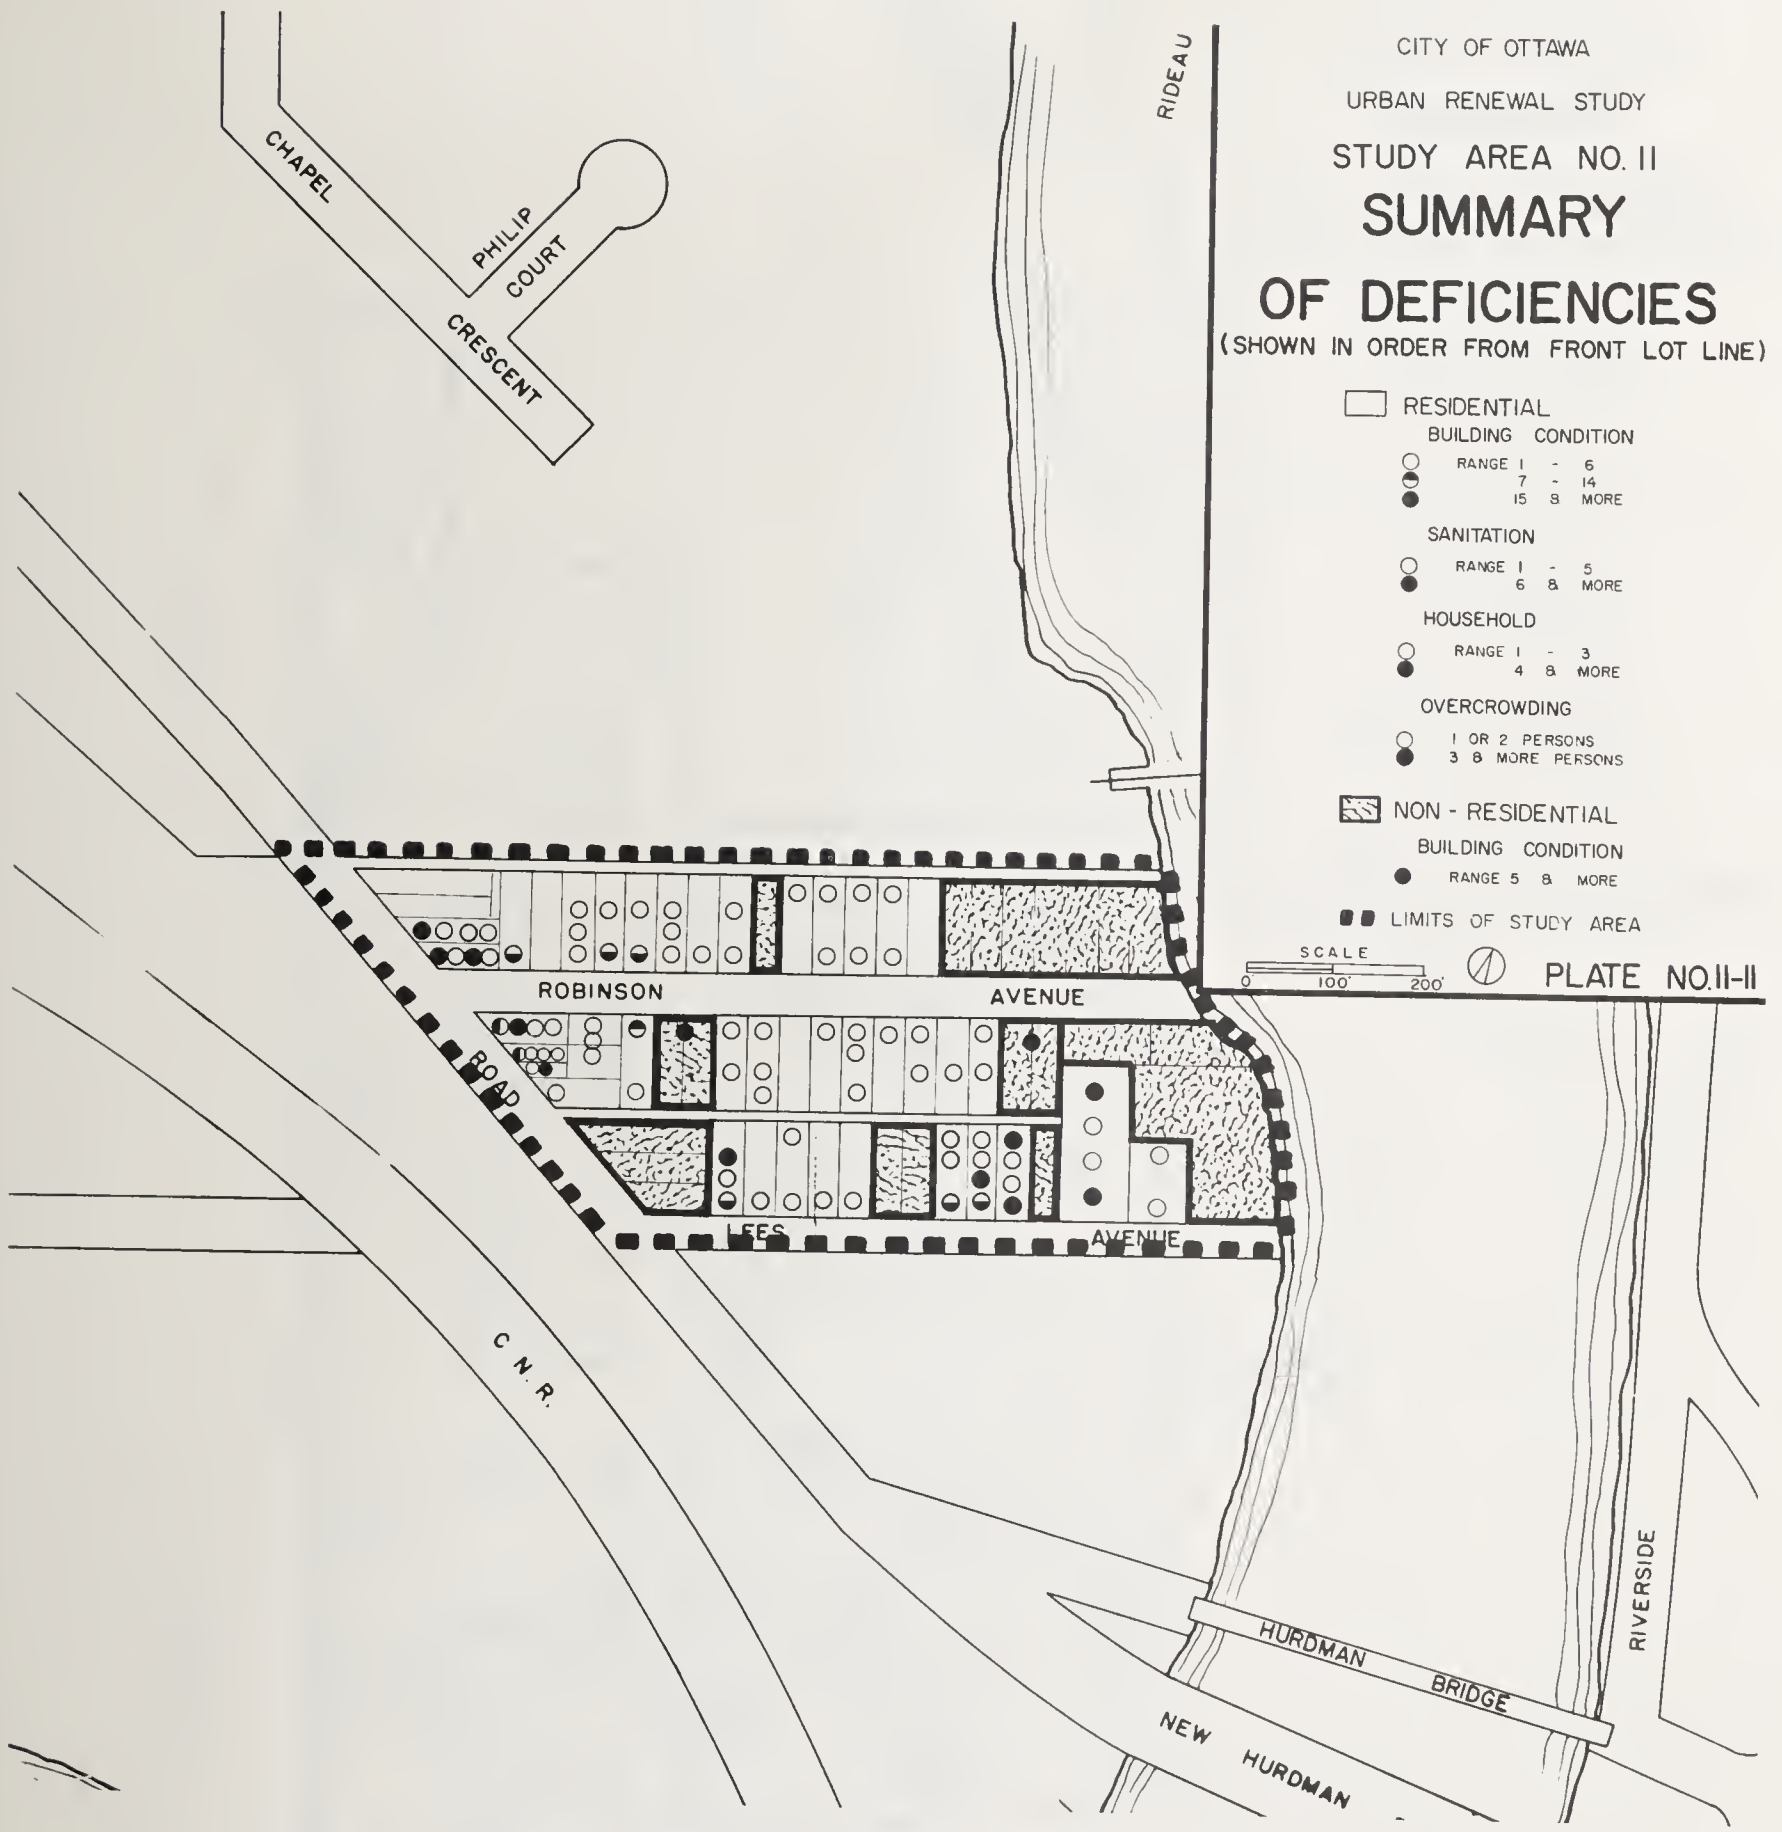 CITY OF OTTAWA
URBAN RENEWAL STUDY
STUDY AREA NO. 11
SUMMARY
OF DEFICIENCIES
(SHOWN IN ORDER FROM FRONT LOT LINE)
RESIDENTIAL
BUILDING CONDITION
RANGE 1 - 6
7 - 14
15 & MORE
SANITATION
RANGE 1 - 5
6 & MORE
HOUSEHOLD
RANGE 1 - 3
4 & MORE
OVERCROWDING
1 OR 2 PERSONS
3 & MORE PERSONS
NON - RESIDENTIAL
BUILDING CONDITION
RANGE 5 & MORE
LIMITS OF STUDY AREA
SCALE
0' 100' 200'
PLATE NO. 11-11
RIDEAU
CHAPEL
CRESCENT
PHILIP
COURT
ROBINSON AVENUE
ROAD
LEES AVENUE
C. N. R.
RIVERSIDE
HURDMAN BRIDGE
NEW HURDMAN